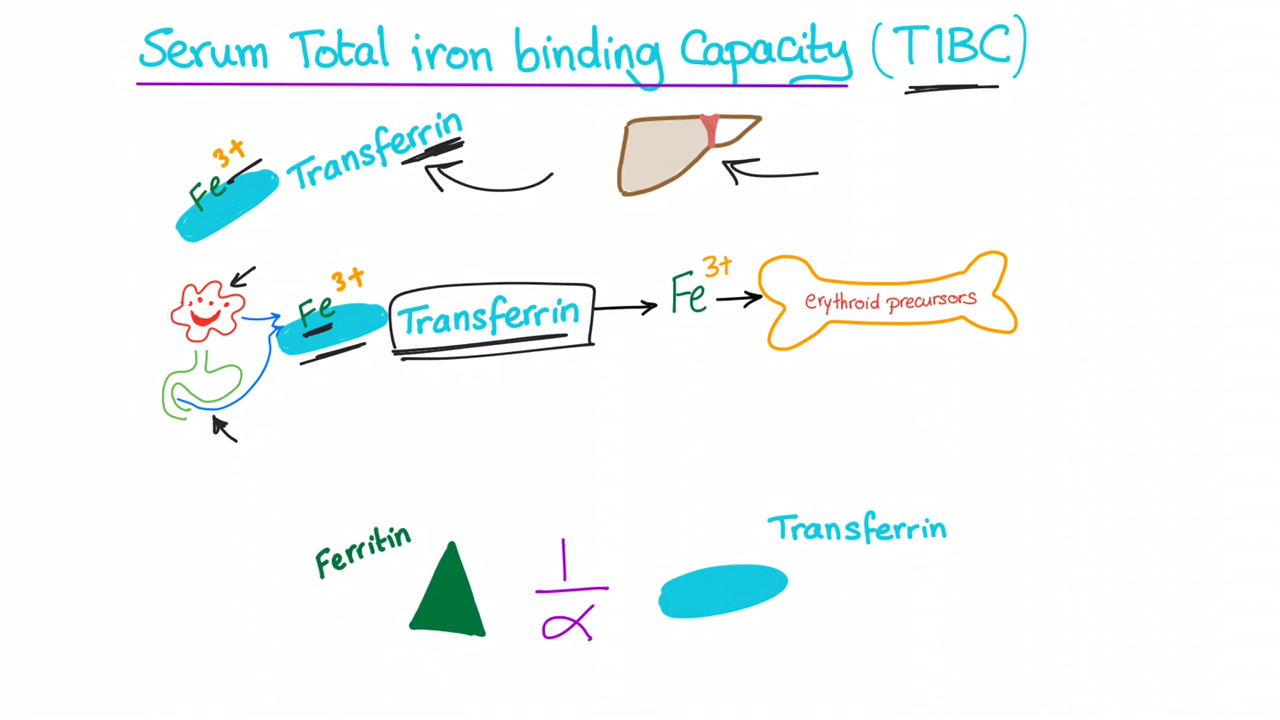 Serum Total iron binding Capacity (TIBC)
Fe3+ Transferrin
Fe3+ Transferrin Fe3+ erythroid precursors
Ferritin 1/α Transferrin